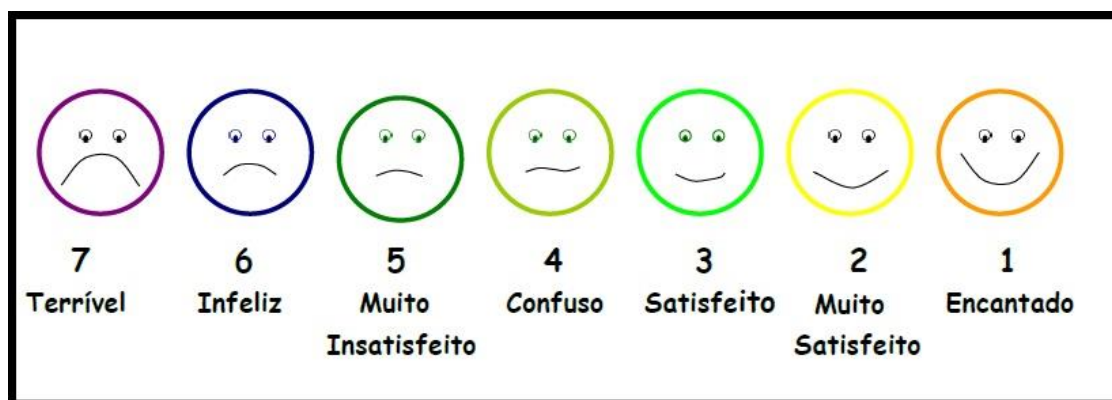 7 6 5 4 3 2 1
Terrível Infeliz Muito Confuso Satisfeito Muito Encantado
Insatisfeito Satisfeito